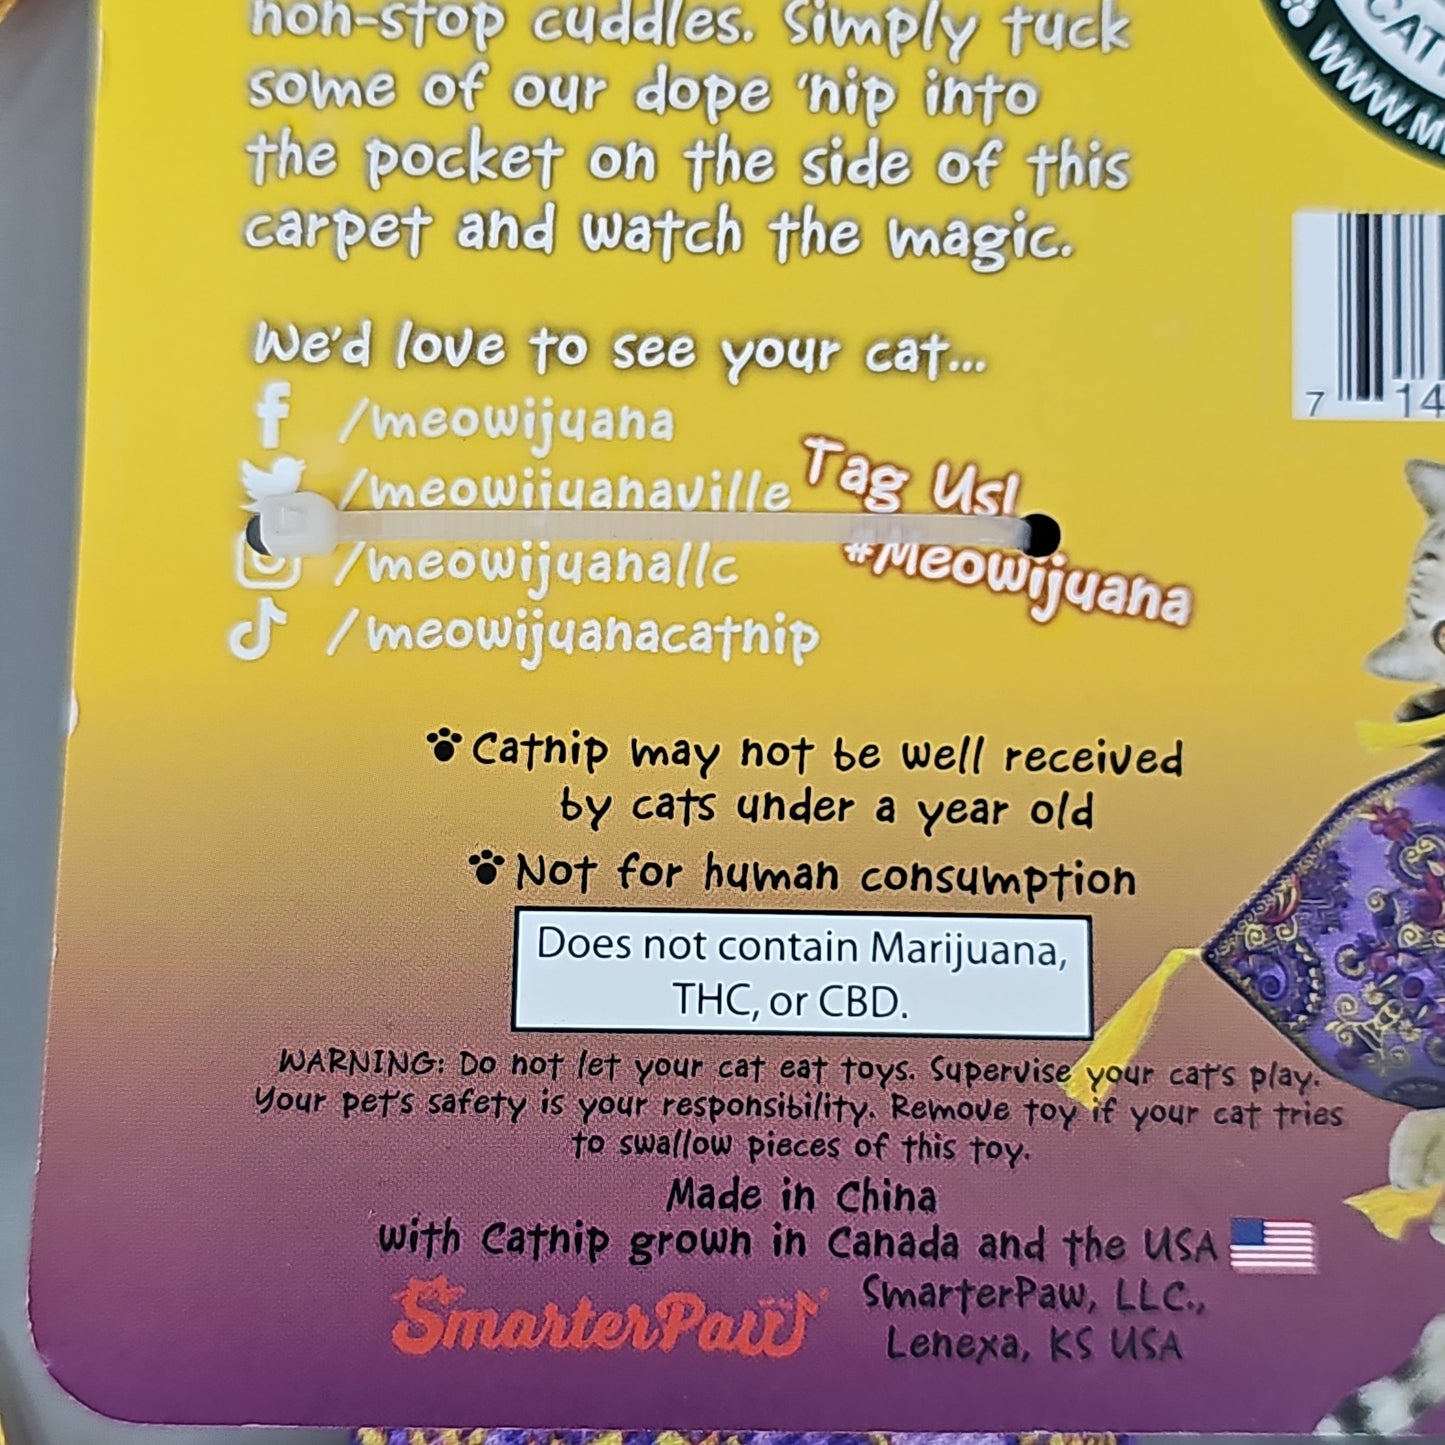 non-stop cuddles. Simply tuck
some of our dope 'nip into
the pocket on the side of this
carpet and watch the magic.
We'd love to see your cat...
/meowijuana
/meowijuanaville
/meowijuanallc
/meowijuanacatnip
Tag Us!
#Meowijuana
WWW.M
7 14
Catnip may not be well received
by cats under a year old
Not for human consumption
Does not contain Marijuana,
THC, or CBD.
WARNING: Do not let your cat eat toys. Supervise your cat's play.
Your pet's safety is your responsibility. Remove toy if your cat tries
to swallow pieces of this toy.
Made in China
with Catnip grown in Canada and the USA
SmarterPaw
SmarterPaw, LLC.,
Lenexa, KS USA